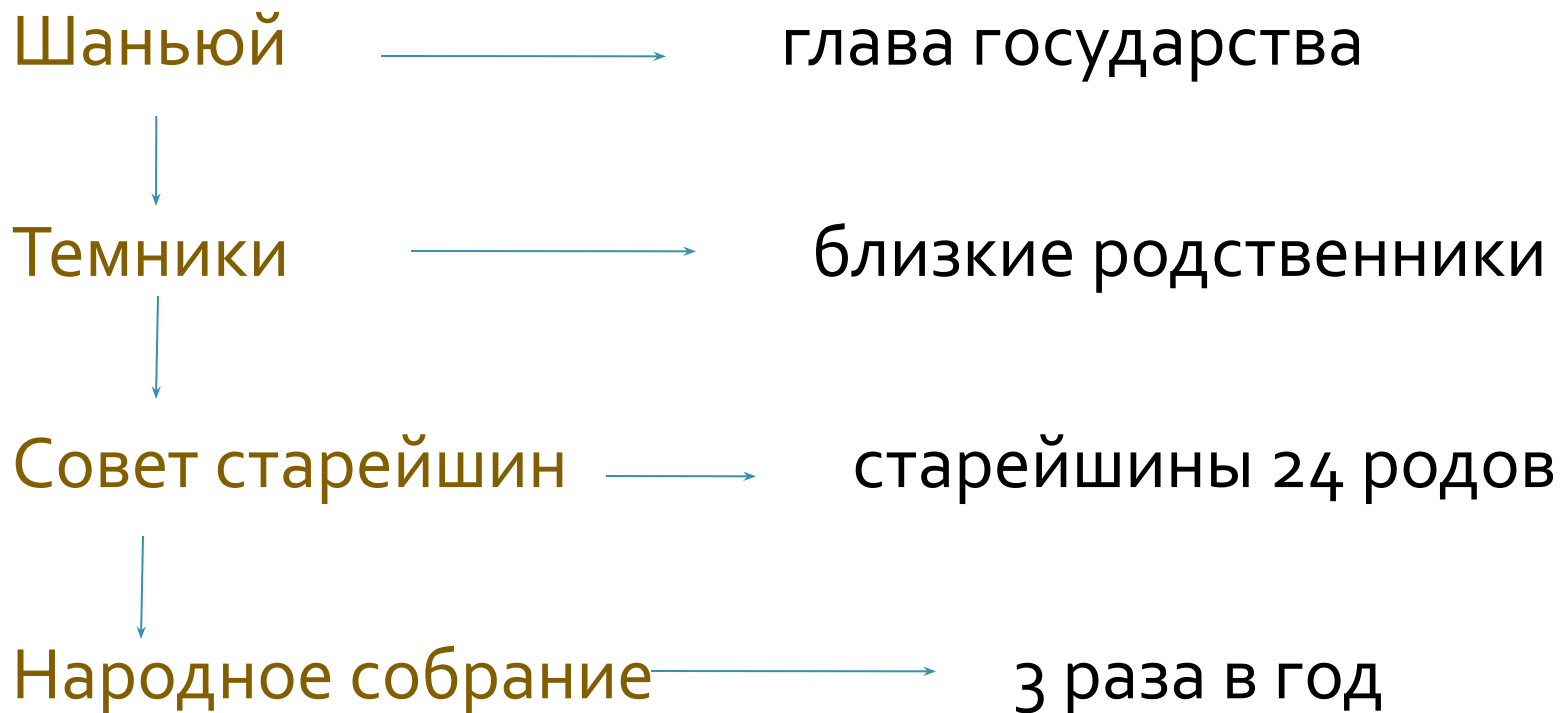 Шаньюй глава государства
Темники близкие родственники
Совет старейшин старейшины 24 родов
Народное собрание 3 раза в год